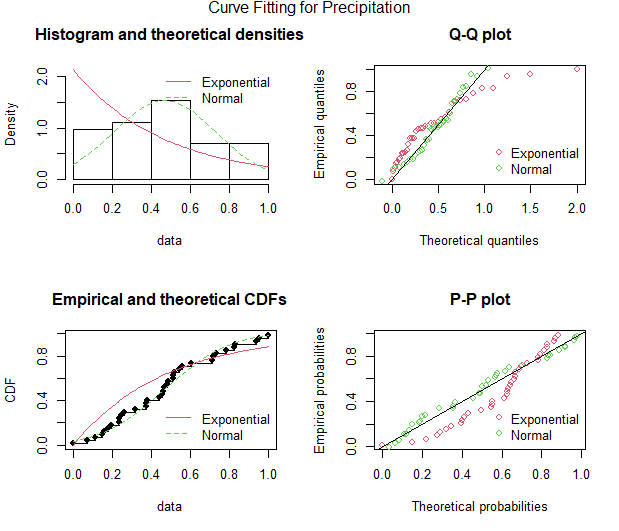 Curve Fitting for Precipitation
Histogram and theoretical densities
Density
0.0 1.0 2.0
Exponential
Normal
0.0 0.2 0.4 0.6 0.8 1.0
data
Q-Q plot
Empirical quantiles
0.0 0.4 0.8
Exponential
Normal
0.0 0.5 1.0 1.5 2.0
Theoretical quantiles
Empirical and theoretical CDFs
CDF
0.0 0.4 0.8
Exponential
Normal
0.0 0.2 0.4 0.6 0.8 1.0
data
P-P plot
Empirical probabilities
0.0 0.4 0.8
Exponential
Normal
0.0 0.2 0.4 0.6 0.8 1.0
Theoretical probabilities